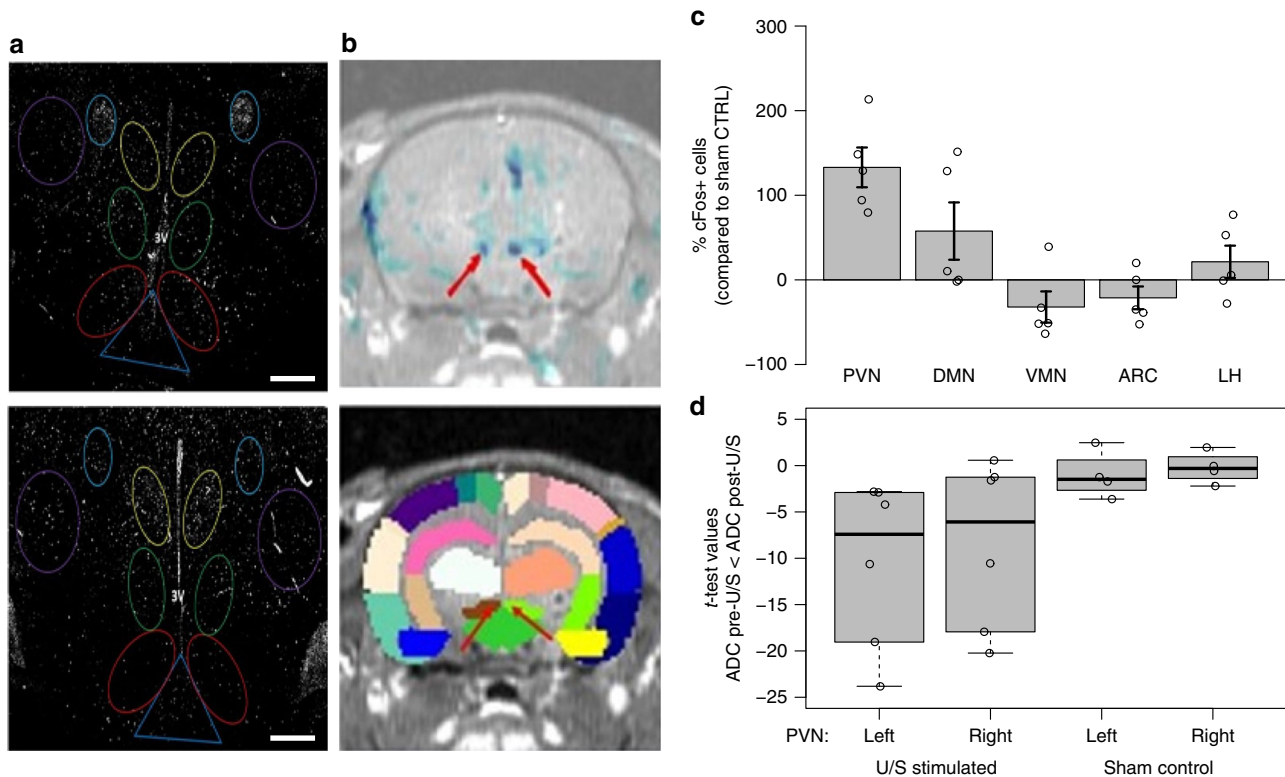 a
3V
3V
b
c
% cFos+ cells
(compared to sham CTRL)
300
200
100
0
−100
PVN DMN VMN ARC LH
d
t-test values
ADC pre-U/S < ADC post-U/S
5
0
−5
−10
−15
−20
−25
PVN: Left Right Left Right
U/S stimulated Sham control